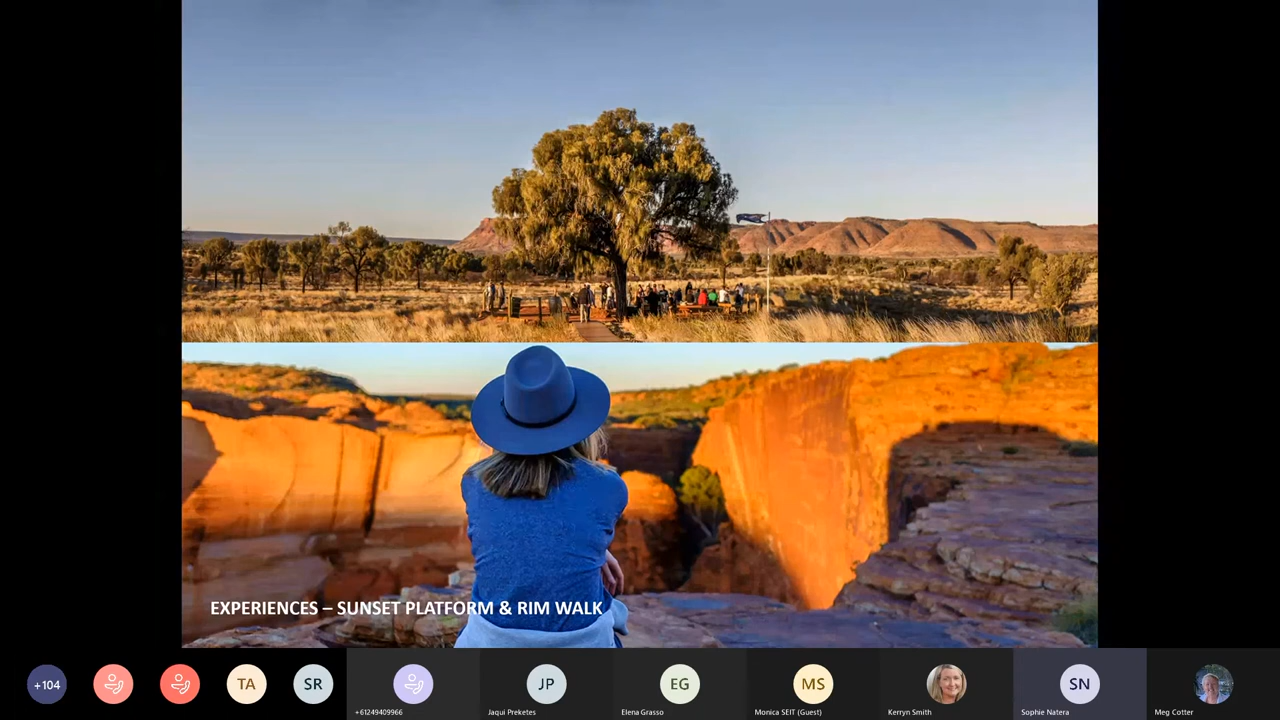 EXPERIENCES – SUNSET PLATFORM & RIM WALK
+104
TA
SR
+61249409966
JP
Jaqui Preketes
EG
Elena Grasso
MS
Monica SEIT (Guest)
Kerryn Smith
SN
Sophie Natera
Meg Cotter